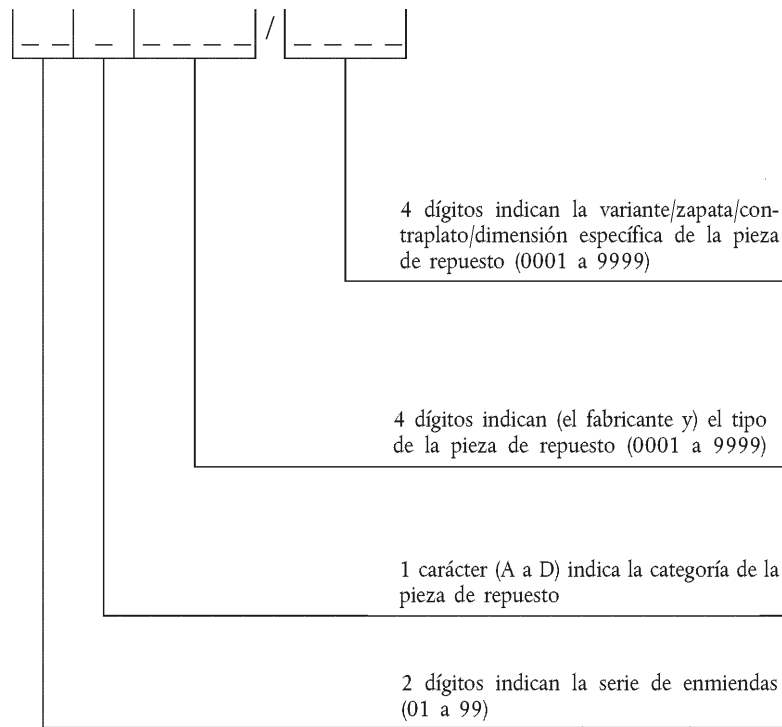 _ _ _ _ _ _ _ / _ _ _ _
4 dígitos indican la variante/zapata/con-
traplato/dimensión específica de la pieza
de repuesto (0001 a 9999)
4 dígitos indican (el fabricante y) el tipo
de la pieza de repuesto (0001 a 9999)
1 carácter (A a D) indica la categoría de la
pieza de repuesto
2 dígitos indican la serie de enmiendas
(01 a 99)